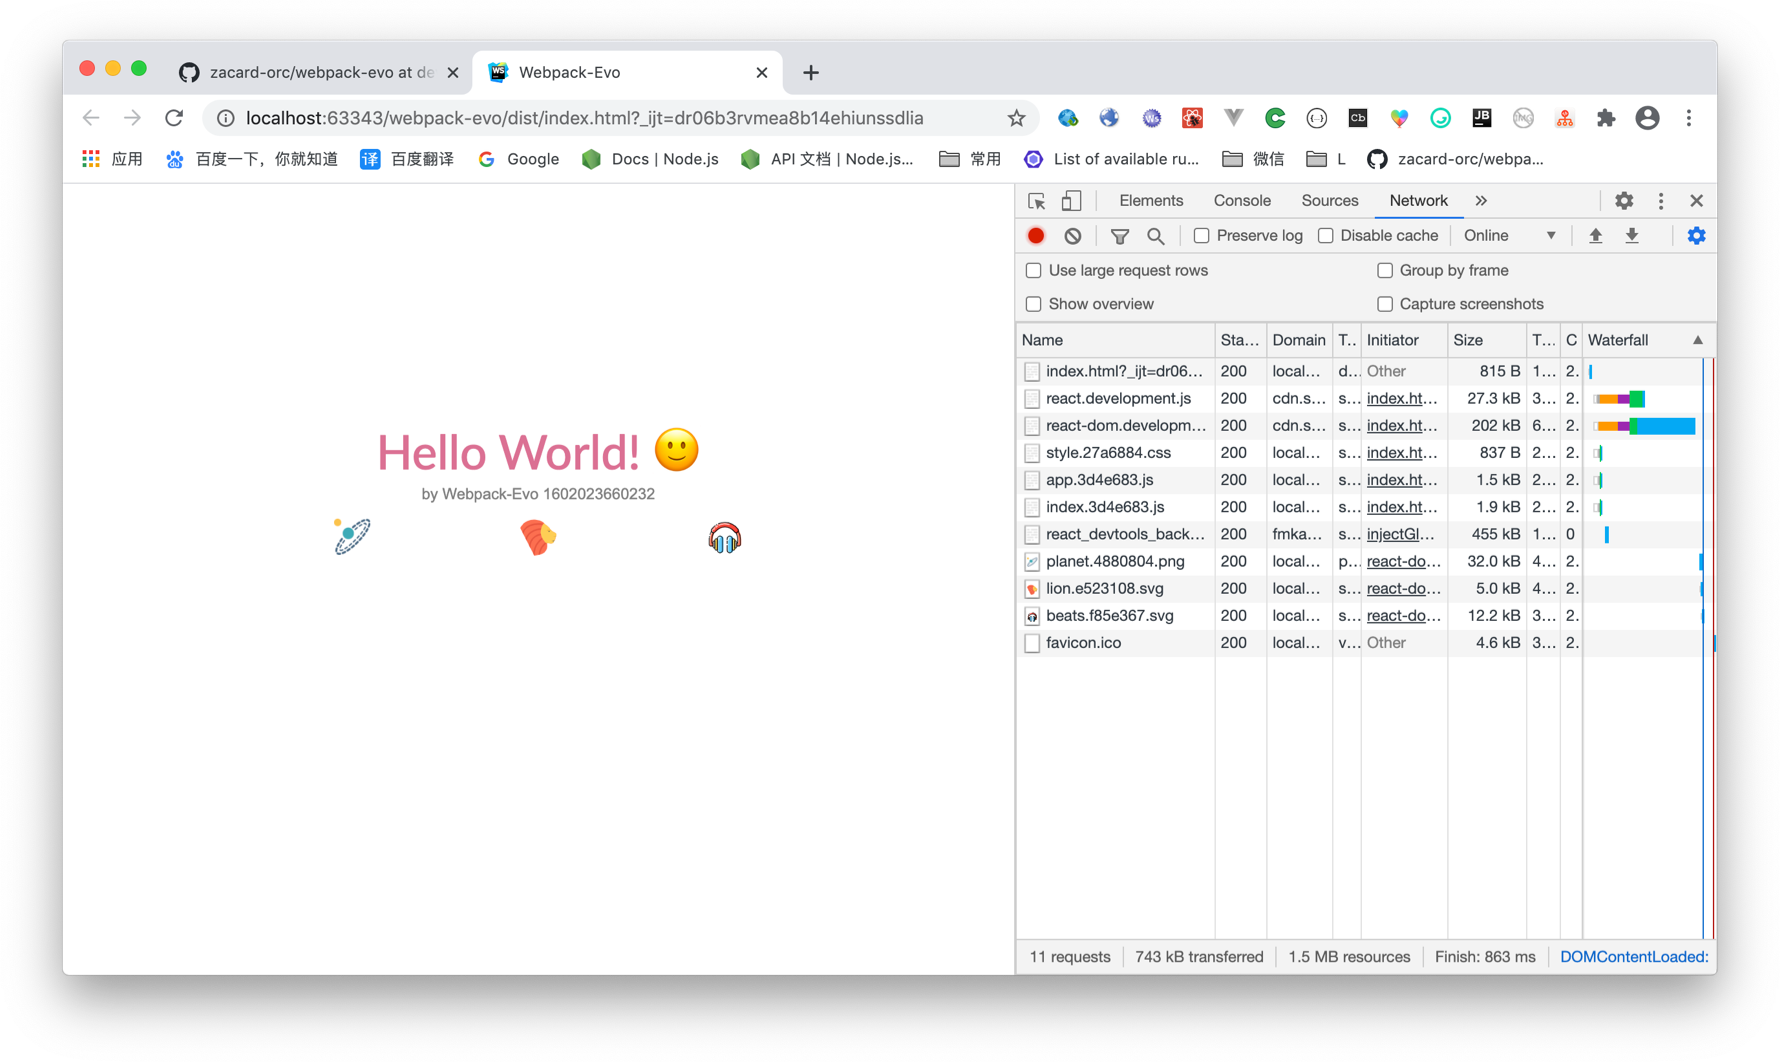 zacard-orc/webpack-evo at de
Webpack-Evo
localhost:63343/webpack-evo/dist/index.html?_ijt=dr06b3rvmea8b14ehiunssdlia
应用 百度一下，你就知道 译 百度翻译 Google Docs | Node.js API 文档 | Node.js... 常用 List of available ru... 微信 L zacard-orc/webpa...
Elements Console Sources Network
Preserve log Disable cache Online
Use large request rows Group by frame
Show overview Capture screenshots
Name Sta... Domain T.. Initiator Size T... C Waterfall
index.html?_ijt=dr06... 200 local... d... Other 815 B 1... 2.
react.development.js 200 cdn.s... s... index.ht... 27.3 kB 3... 2.
react-dom.developm... 200 cdn.s... s... index.ht... 202 kB 6... 2.
style.27a6884.css 200 local... s... index.ht... 837 B 2... 2.
app.3d4e683.js 200 local... s... index.ht... 1.5 kB 2... 2.
index.3d4e683.js 200 local... s... index.ht... 1.9 kB 2... 2.
react_devtools_back... 200 fmka... s... injectGl... 455 kB 1... 0
planet.4880804.png 200 local... p... react-do... 32.0 kB 4... 2.
lion.e523108.svg 200 local... s... react-do... 5.0 kB 4... 2.
beats.f85e367.svg 200 local... s... react-do... 12.2 kB 3... 2.
favicon.ico 200 local... v... Other 4.6 kB 3... 2.
Hello World! 🙂
by Webpack-Evo 1602023660232
11 requests 743 kB transferred 1.5 MB resources Finish: 863 ms DOMContentLoaded: